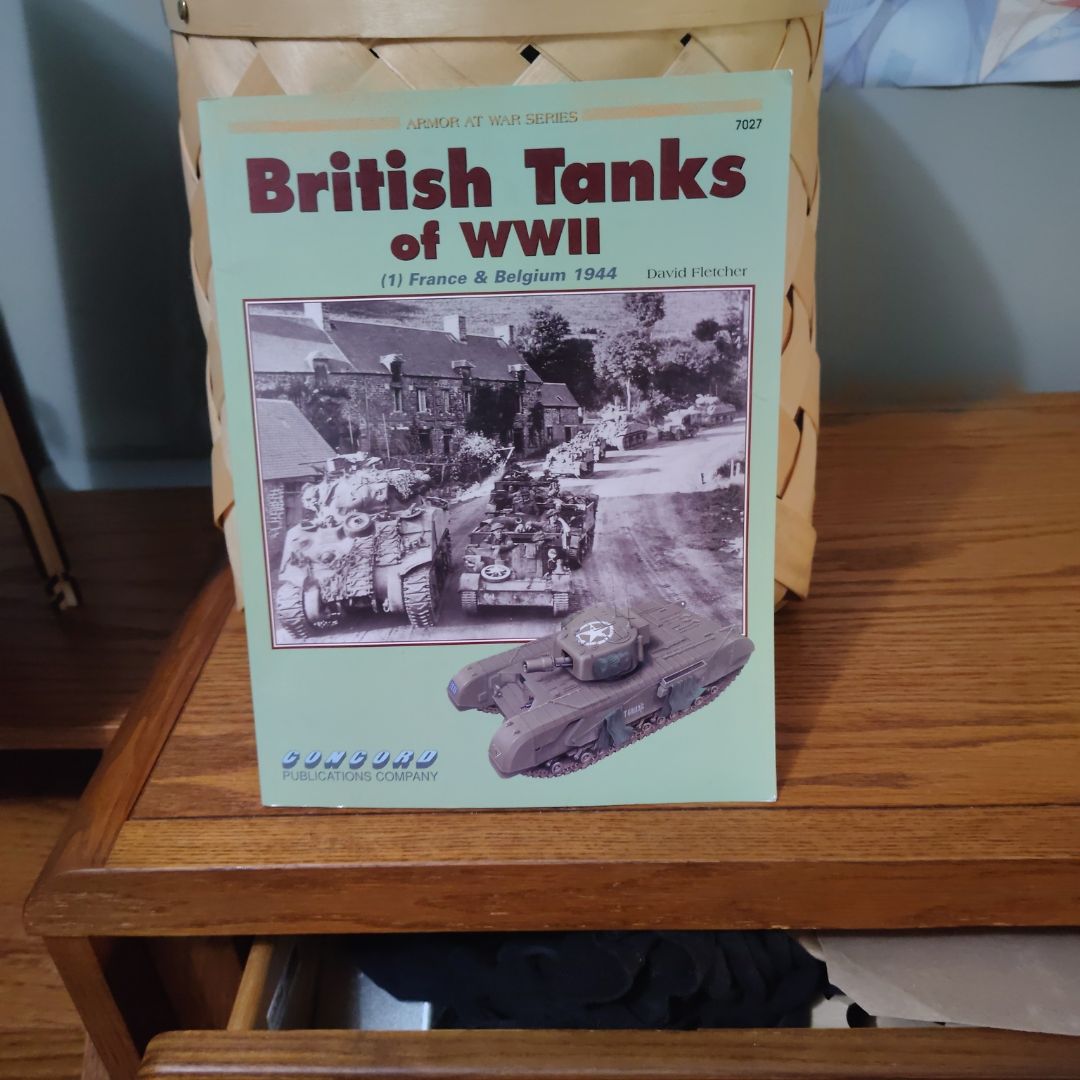 ARMOR AT WAR SERIES
7027
British Tanks
of WWII
(1) France & Belgium 1944
David Fletcher
CONCORD
PUBLICATIONS COMPANY